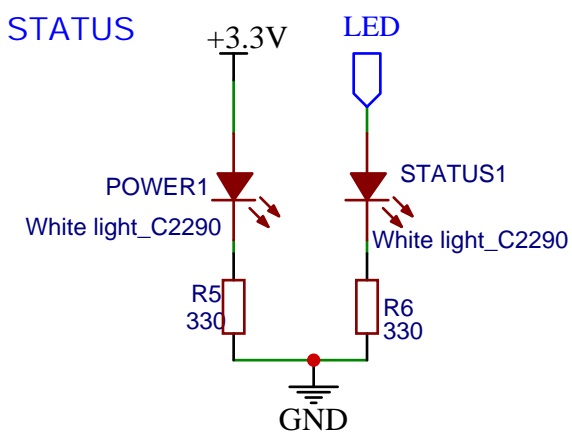 STATUS
+3.3V
LED
POWER1
White light_C2290
STATUS1
White light_C2290
R5
330
R6
330
GND